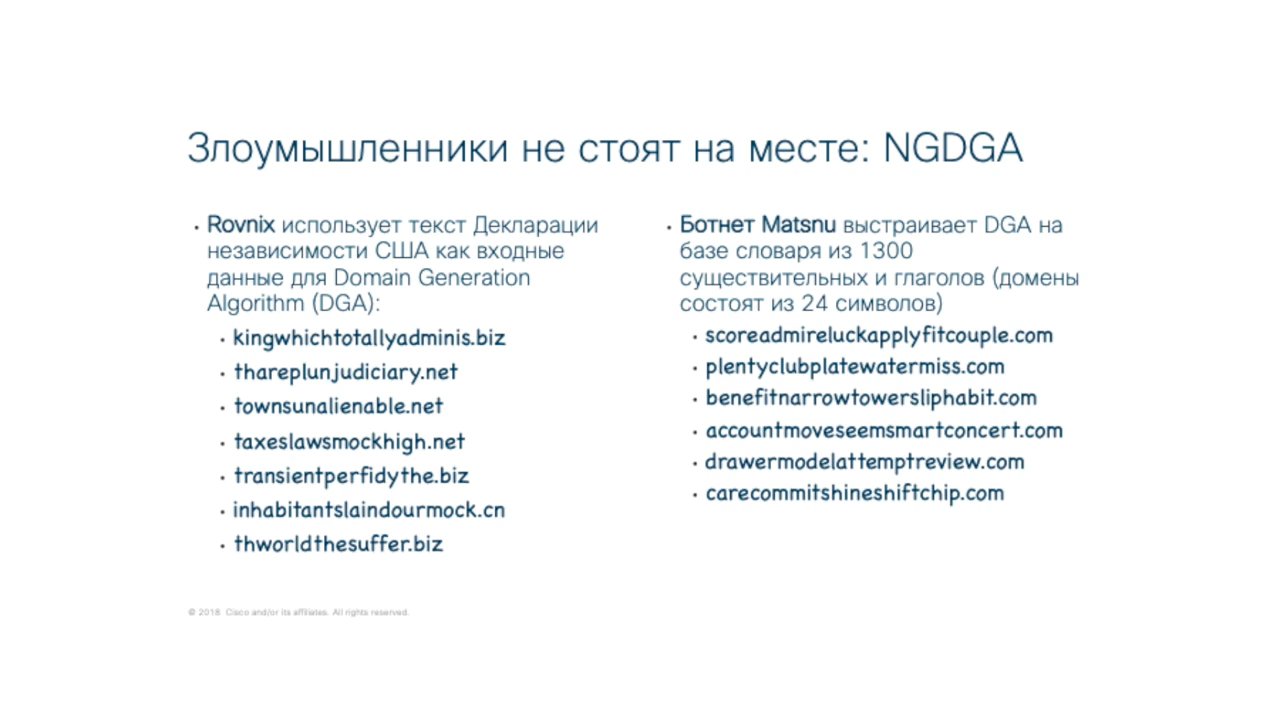 Злоумышленники не стоят на месте: NGDGA
• Rovnix использует текст Декларации
независимости США как входные
данные для Domain Generation
Algorithm (DGA):
• kingwhichtotallyadminis.biz
• thareplunjudiciary.net
• townsunalienable.net
• taxeslawsmockhigh.net
• transientperfidythe.biz
• inhabitantslaindourmock.cn
• thworldthesuffer.biz
• Ботнет Matsnu выстраивает DGA на
базе словаря из 1300
существительных и глаголов (домены
состоят из 24 символов)
• scoreadmireluckapplyfitcouple.com
• plentyclubplatewatermiss.com
• benefitnarrowtowersliphabit.com
• accountmoveseemsmartconcert.com
• drawermodelattemptreview.com
• carecommitshineshiftchip.com
© 2018 Cisco and/or its affiliates. All rights reserved.